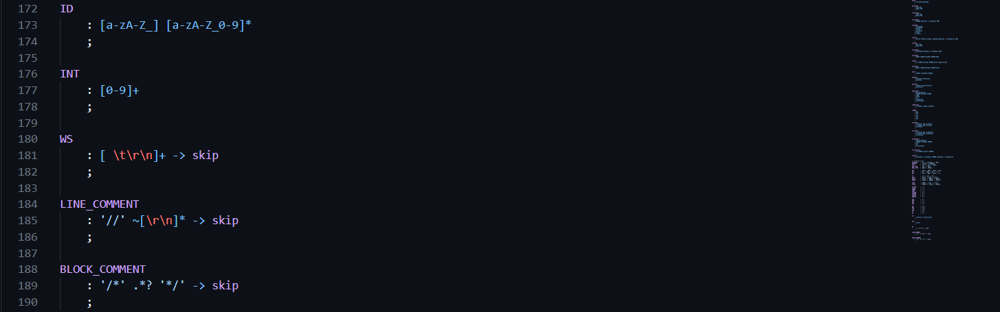 172 ID
173 : [a-zA-Z_] [a-zA-Z_0-9]*
174 ;
175
176 INT
177 : [0-9]+
178 ;
179
180 WS
181 : [ \t\r\n]+ -> skip
182 ;
183
184 LINE_COMMENT
185 : '//' ~[\r\n]* -> skip
186 ;
187
188 BLOCK_COMMENT
189 : '/*' .*? '*/' -> skip
190 ;